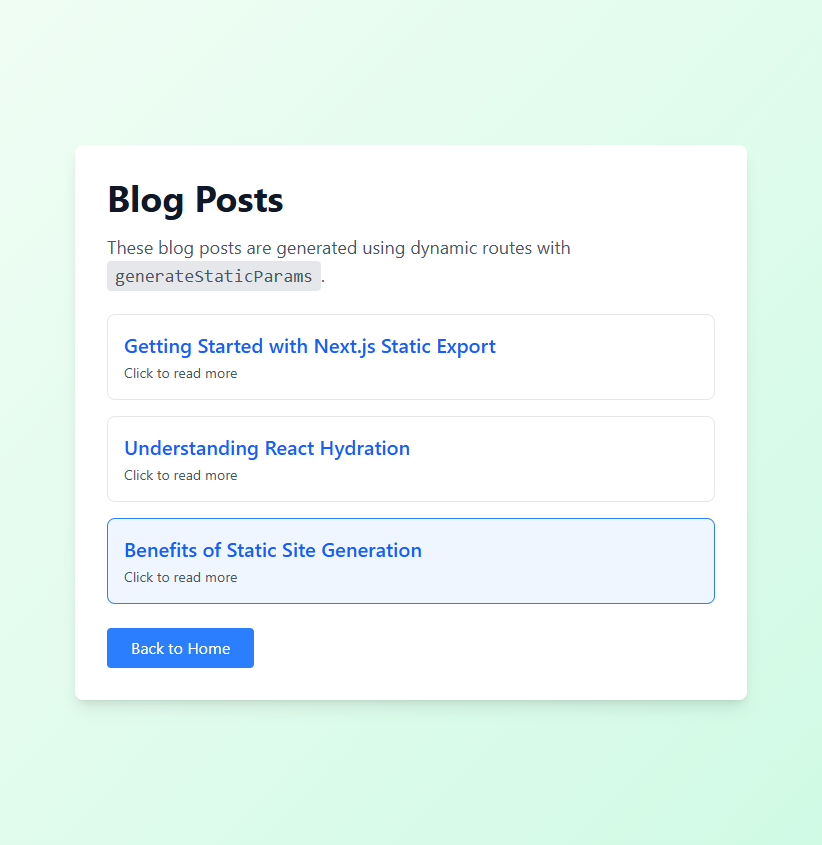 Blog Posts
These blog posts are generated using dynamic routes with
generateStaticParams.
Getting Started with Next.js Static Export
Click to read more
Understanding React Hydration
Click to read more
Benefits of Static Site Generation
Click to read more
Back to Home